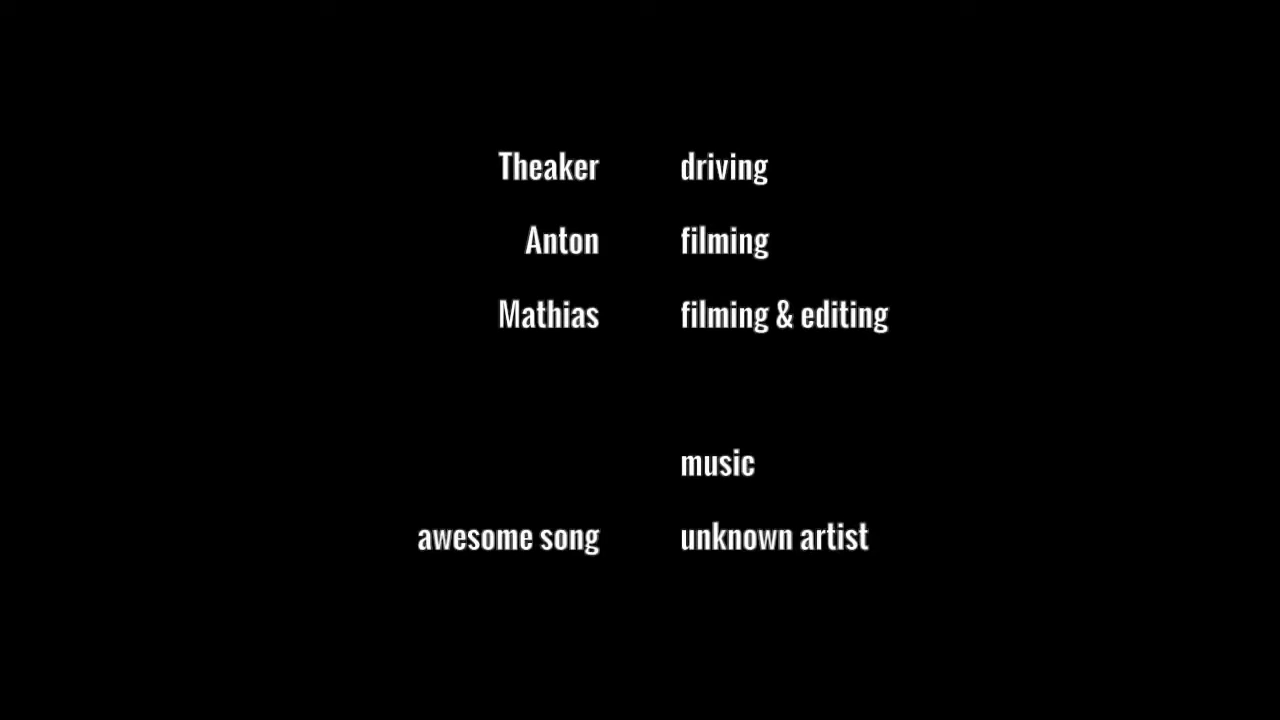 Theaker driving
Anton filming
Mathias filming & editing
music
awesome song unknown artist